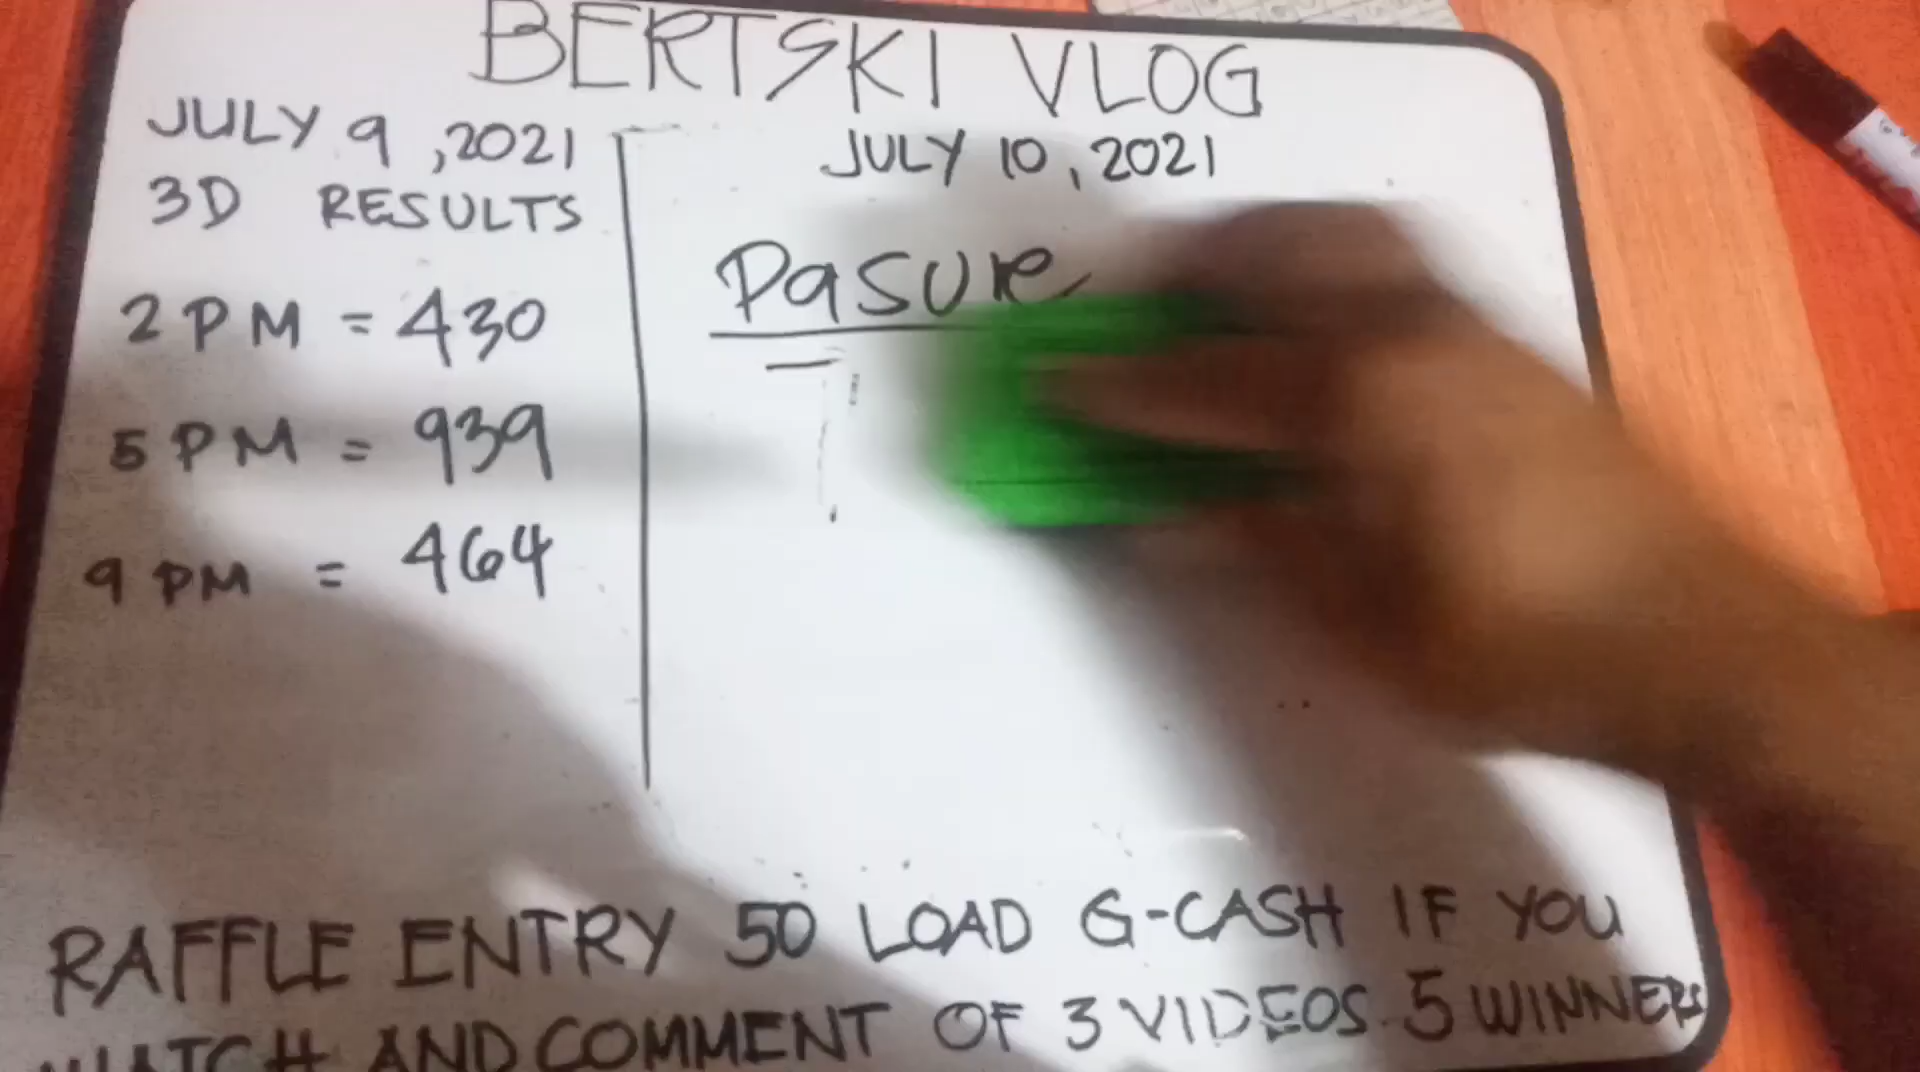 BERTSKI VLOG
JULY 9, 2021
3D RESULTS
2 PM = 430
5 PM = 939
9 PM = 464
JULY 10, 2021
Pasure
RAFFLE ENTRY 50 LOAD G-CASH IF YOU
WATCH AND COMMENT OF 3 VIDEOS. 5 WINNERS